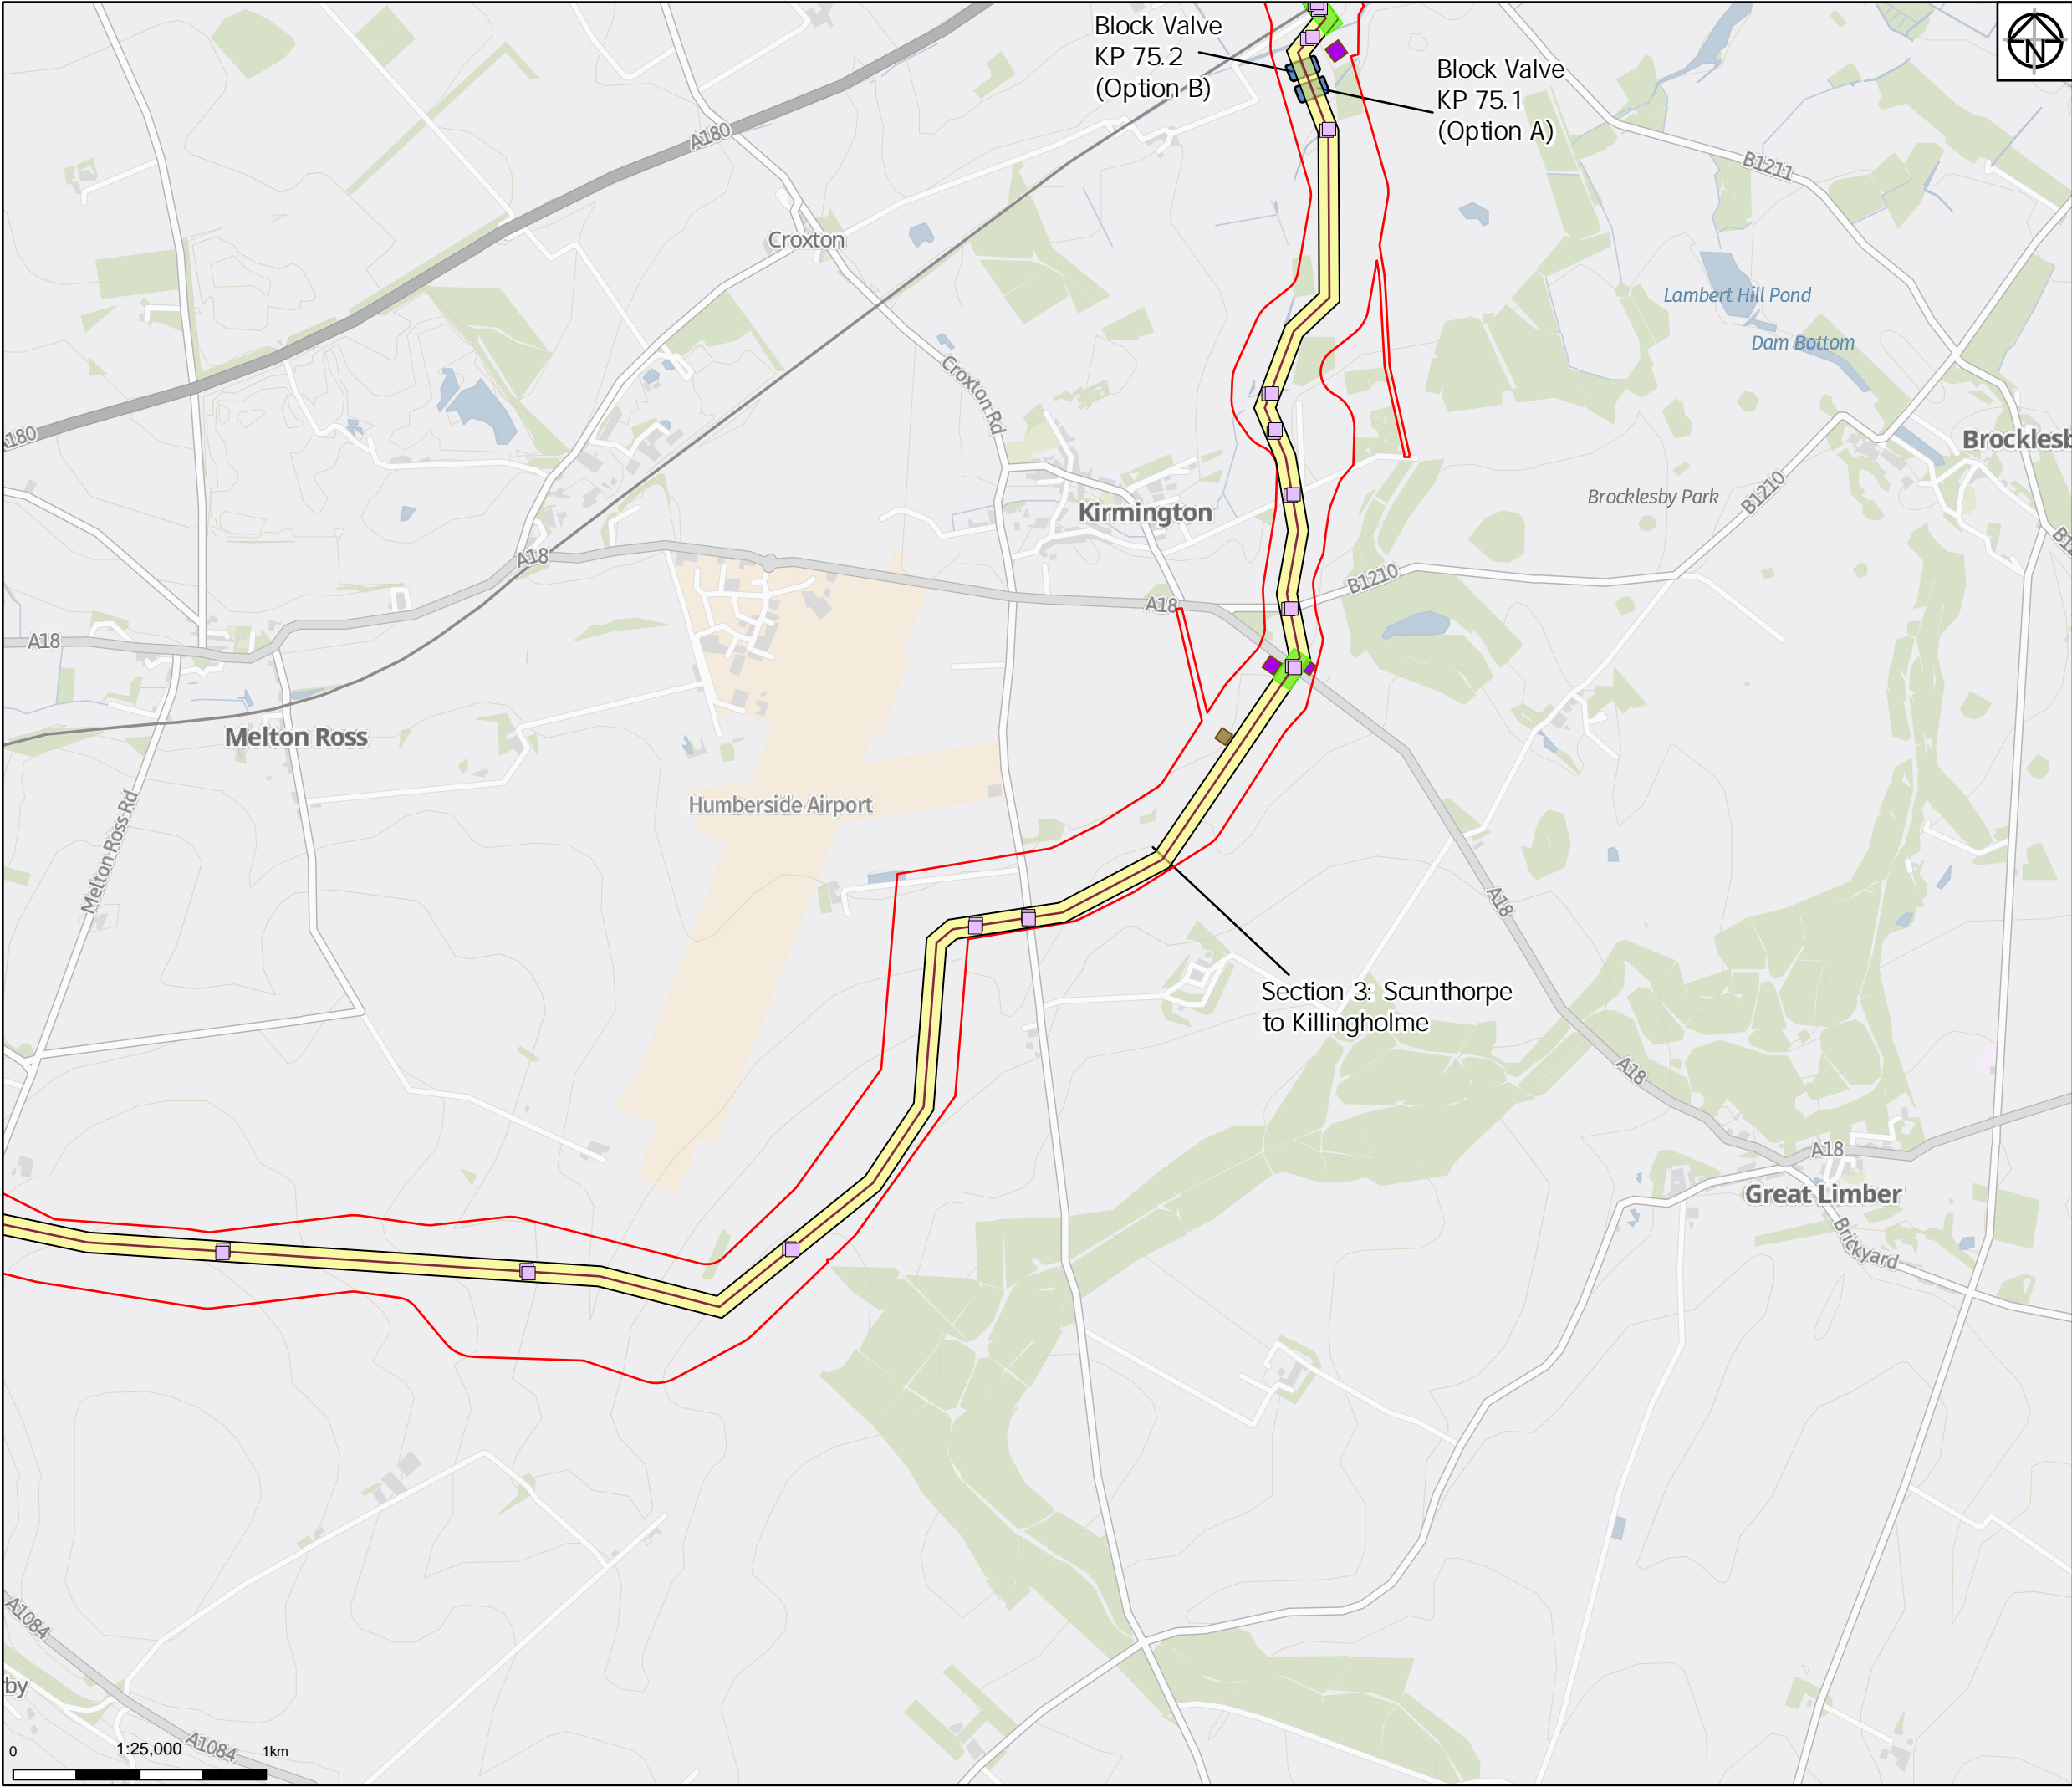 Block Valve
KP 75.2
(Option B)
Block Valve
KP 75.1
(Option A)
N
A180
B1211
Croxton
Lambert Hill Pond
Dam Bottom
Croxton Rd
A180
Brocklesb
Brocklesby Park
B1210
Kirmington
A18
B1210
A18
A18
B12
Melton Ross
Humberside Airport
Melton Ross Rd
A18
Section 3: Scunthorpe
to Killingholme
A18
A18
Great Limber
Brickyard
A1084
by
A1084
0 1:25,000 1km